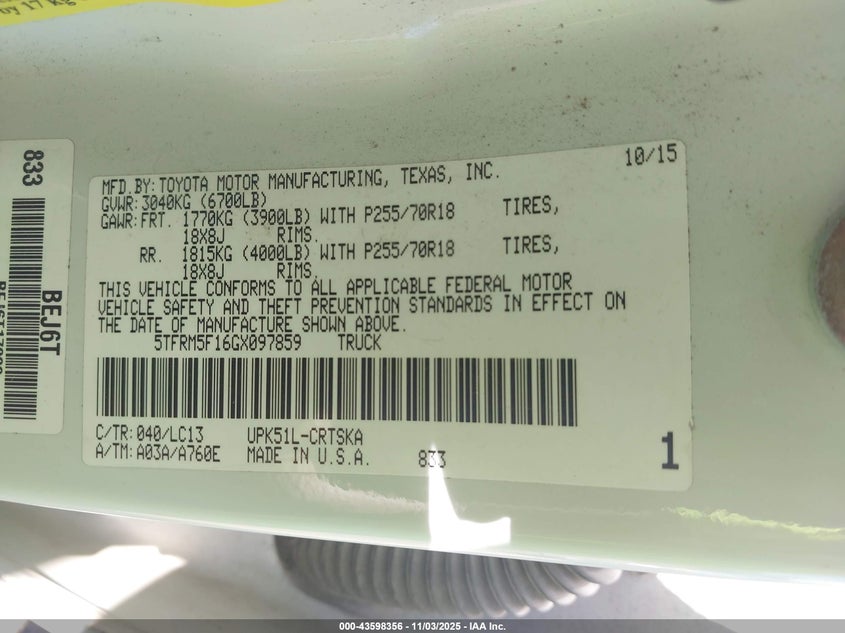 by 17 kg
833
BEJ6T
10/15
MFD.BY: TOYOTA MOTOR MANUFACTURING, TEXAS, INC.
GVWR: 3040KG (6700LB)
GAWR: FRT. 1770KG (3900LB) WITH P255/70R18 TIRES,
18X8J RIMS.
RR. 1815KG (4000LB) WITH P255/70R18 TIRES,
18X8J RIMS.
THIS VEHICLE CONFORMS TO ALL APPLICABLE FEDERAL MOTOR
VEHICLE SAFETY AND THEFT PREVENTION STANDARDS IN EFFECT ON
THE DATE OF MANUFACTURE SHOWN ABOVE.
5TFRM5F16GX097859 TRUCK
C/TR: 040/LC13 UPK51L-CRTSKA
A/TM: A03A/A760E MADE IN U.S.A. 833
1
000-43598356 - 11/03/2025 - IAA Inc.